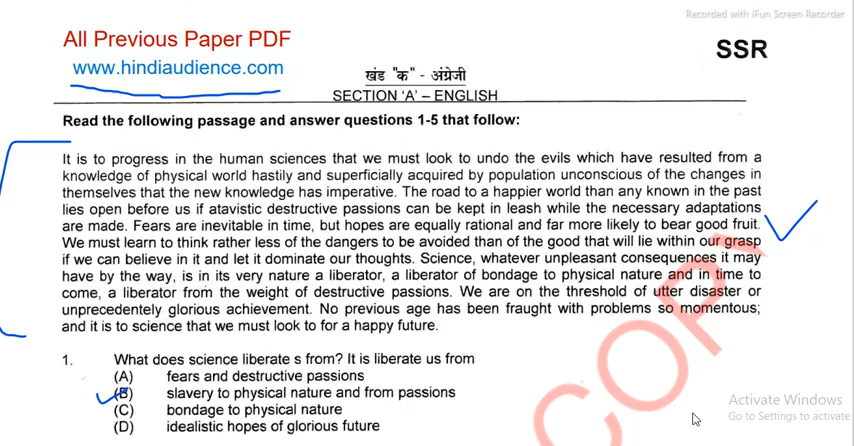 Recorded with iFun Screen Recorder
All Previous Paper PDF
www.hindiaudience.com
SSR
खंड "क" - अंग्रेजी
SECTION 'A' – ENGLISH
Read the following passage and answer questions 1-5 that follow:
It is to progress in the human sciences that we must look to undo the evils which have resulted from a
knowledge of physical world hastily and superficially acquired by population unconscious of the changes in
themselves that the new knowledge has imperative. The road to a happier world than any known in the past
lies open before us if atavistic destructive passions can be kept in leash while the necessary adaptations
are made. Fears are inevitable in time, but hopes are equally rational and far more likely to bear good fruit.
We must learn to think rather less of the dangers to be avoided than of the good that will lie within our grasp
if we can believe in it and let it dominate our thoughts. Science, whatever unpleasant consequences it may
have by the way, is in its very nature a liberator, a liberator of bondage to physical nature and in time to
come, a liberator from the weight of destructive passions. We are on the threshold of utter disaster or
unprecedently glorious achievement. No previous age has been fraught with problems so momentous;
and it is to science that we must look to for a happy future.
1. What does science liberate s from? It is liberate us from
(A) fears and destructive passions
(B) slavery to physical nature and from passions
(C) bondage to physical nature
(D) idealistic hopes of glorious future
COPY
Activate Windows
Go to Settings to activate